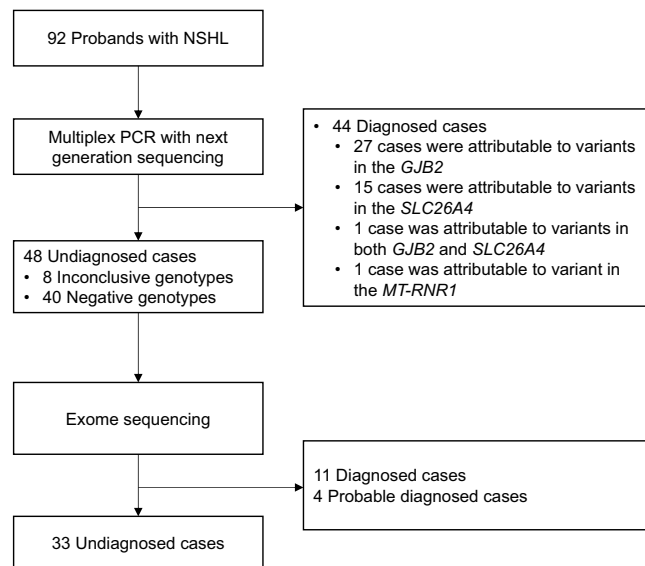 92 Probands with NSHL
Multiplex PCR with next
generation sequencing
• 44 Diagnosed cases
• 27 cases were attributable to variants
in the GJB2
• 15 cases were attributable to variants
in the SLC26A4
• 1 case was attributable to variants in
both GJB2 and SLC26A4
• 1 case was attributable to variant in
the MT-RNR1
48 Undiagnosed cases
• 8 Inconclusive genotypes
• 40 Negative genotypes
Exome sequencing
11 Diagnosed cases
4 Probable diagnosed cases
33 Undiagnosed cases